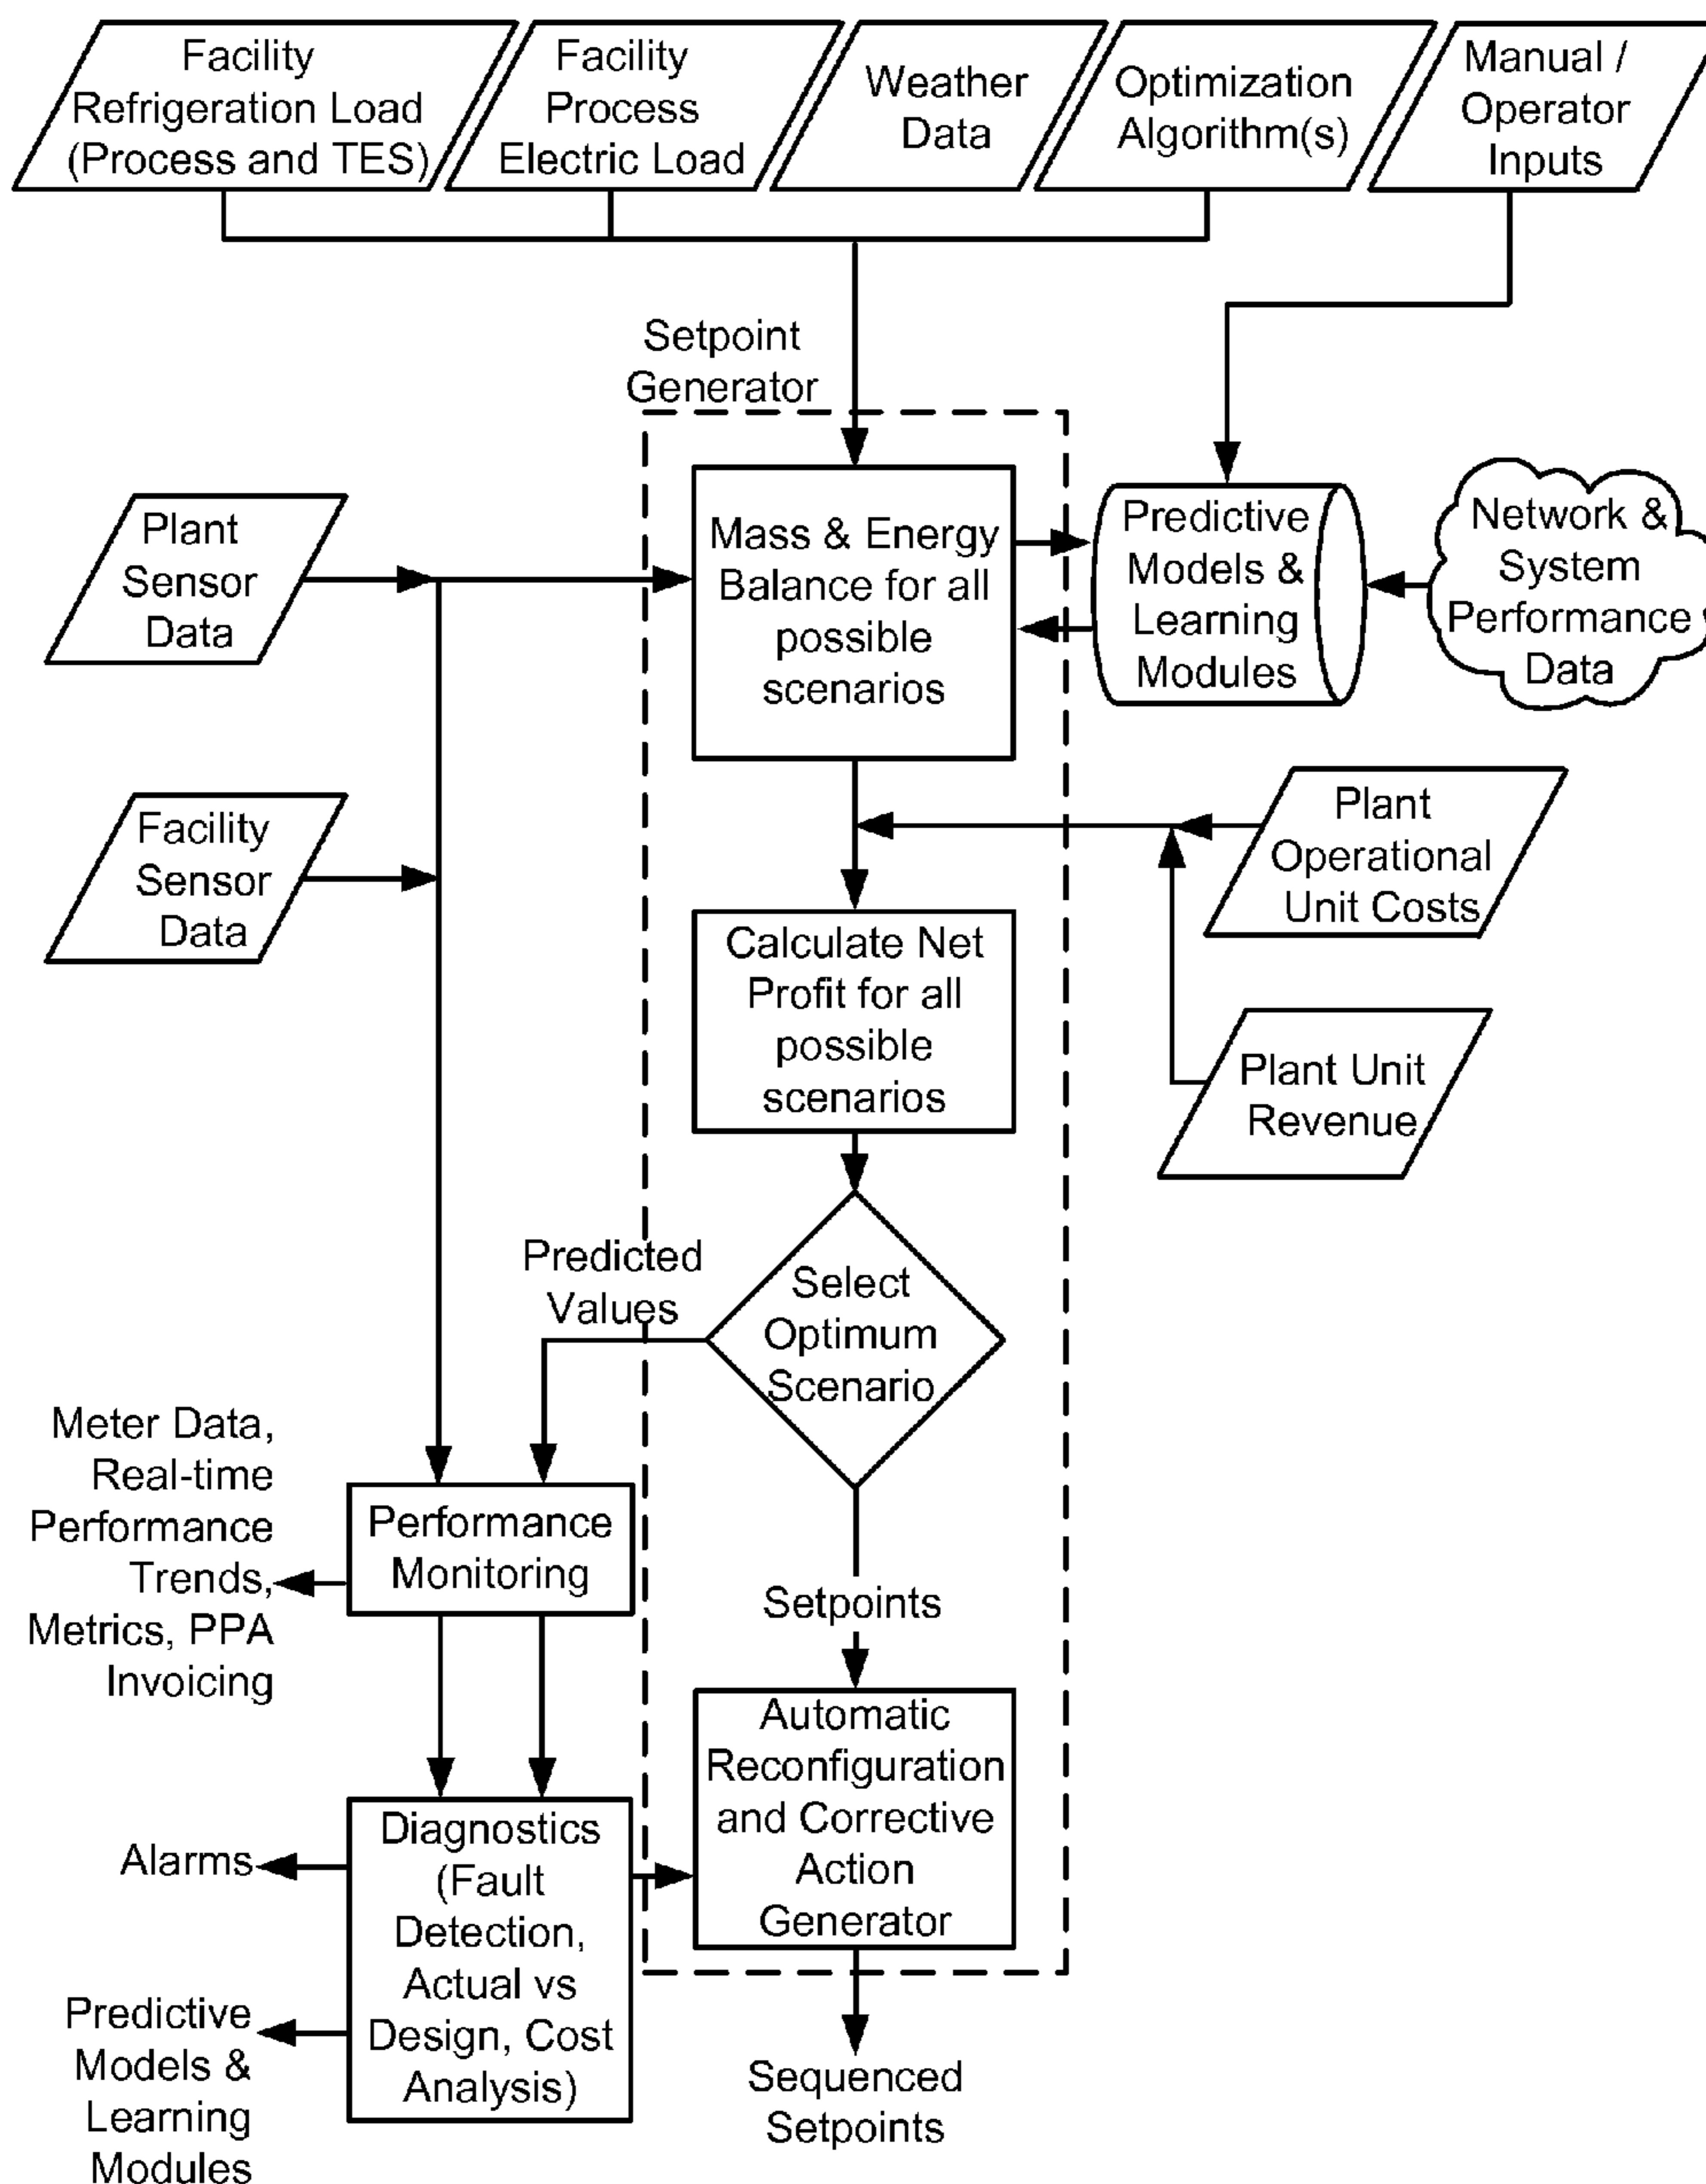 Facility
Refrigeration Load
(Process and TES)
Facility
Process
Electric Load
Weather
Data
Optimization
Algorithm(s)
Manual /
Operator
Inputs
Setpoint
Generator
Plant
Sensor
Data
Mass & Energy
Balance for all
possible
scenarios
Predictive
Models &
Learning
Modules
Network &
System
Performance
Data
Facility
Sensor
Data
Plant
Operational
Unit Costs
Calculate Net
Profit for all
possible
scenarios
Plant Unit
Revenue
Predicted
Values
Select
Optimum
Scenario
Meter Data,
Real-time
Performance
Trends,
Metrics, PPA
Invoicing
Performance
Monitoring
Setpoints
Automatic
Reconfiguration
and Corrective
Action
Generator
Alarms
Diagnostics
(Fault
Detection,
Actual vs
Design, Cost
Analysis)
Predictive
Models &
Learning
Modules
Sequenced
Setpoints